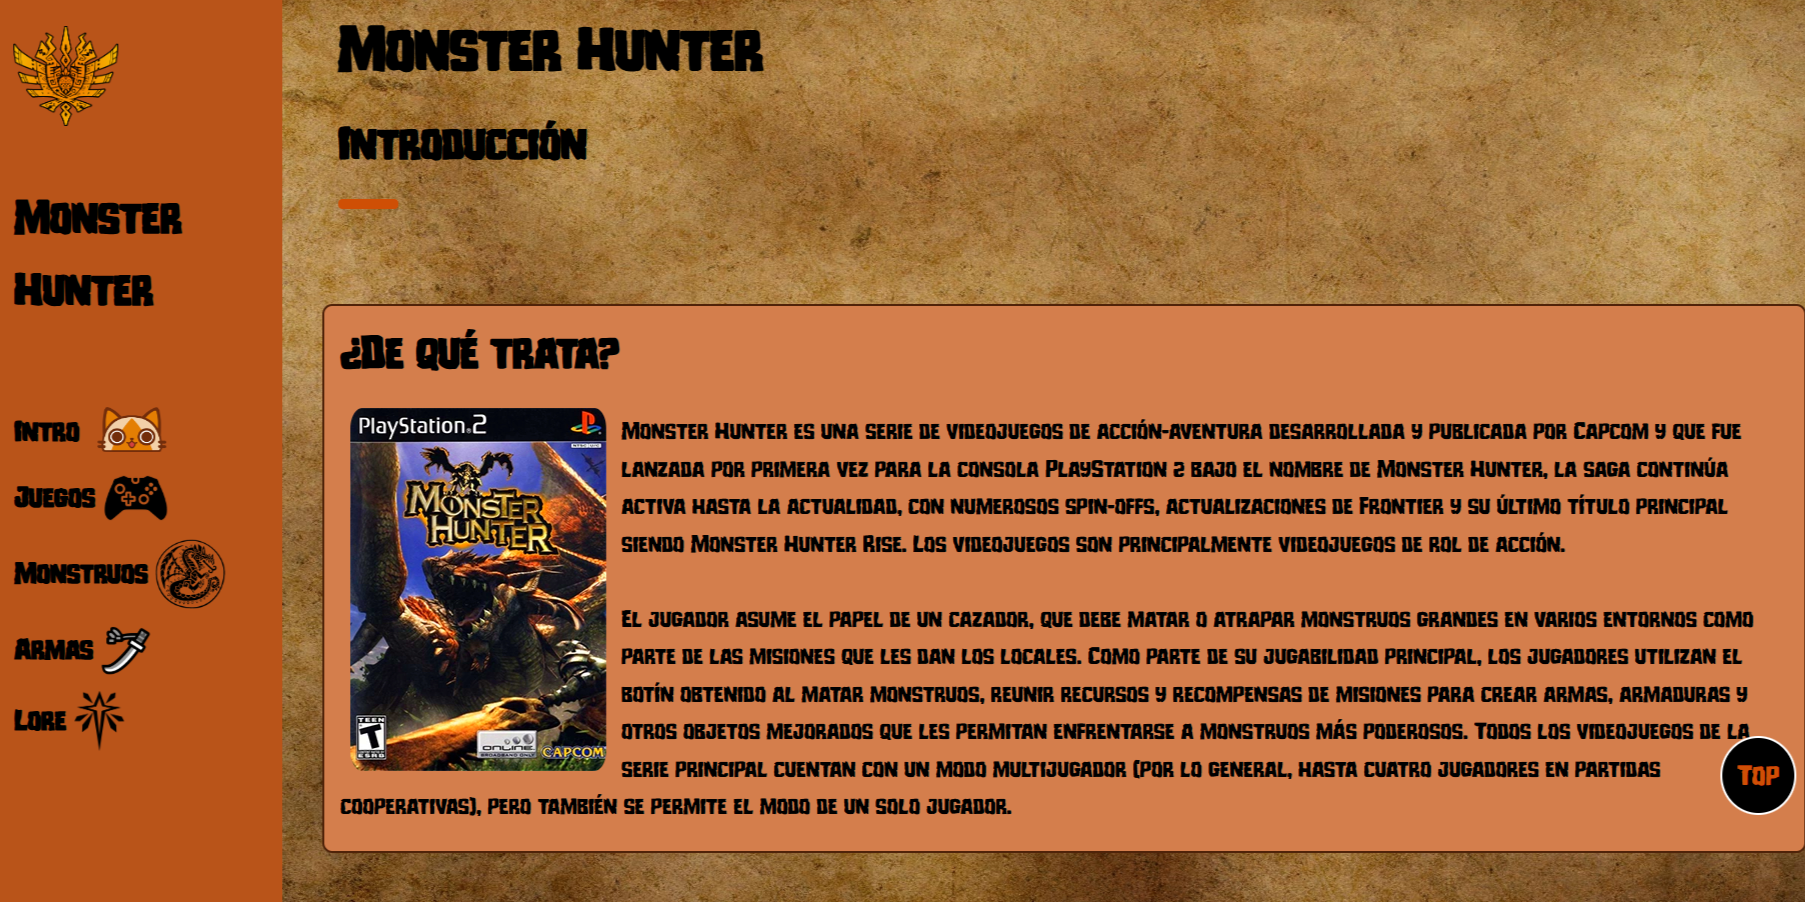 Monster
Hunter
Intro
Juegos
Monstruos
Armas
Lore
Monster Hunter
Introducción
¿De qué trata?
PlayStation 2
Monster
Hunter
TEEN
T
ESRB
ONLINE
CAPCOM
Monster Hunter es una serie de videojuegos de acción-aventura desarrollada y publicada por Capcom y que fue
lanzada por primera vez para la consola PlayStation 2 bajo el nombre de Monster Hunter, la saga continúa
activa hasta la actualidad, con numerosos spin-offs, actualizaciones de Frontier y su último título principal
siendo Monster Hunter Rise. Los videojuegos son principalmente videojuegos de rol de acción.
El jugador asume el papel de un cazador, que debe matar o atrapar monstruos grandes en varios entornos como
parte de las misiones que les dan los locales. Como parte de su jugabilidad principal, los jugadores utilizan el
botín obtenido al matar monstruos, reunir recursos y recompensas de misiones para crear armas, armaduras y
otros objetos mejorados que les permitan enfrentarse a monstruos más poderosos. Todos los videojuegos de la
serie principal cuentan con un modo multijugador (por lo general, hasta cuatro jugadores en partidas
cooperativas), pero también se permite el modo de un solo jugador.
Top